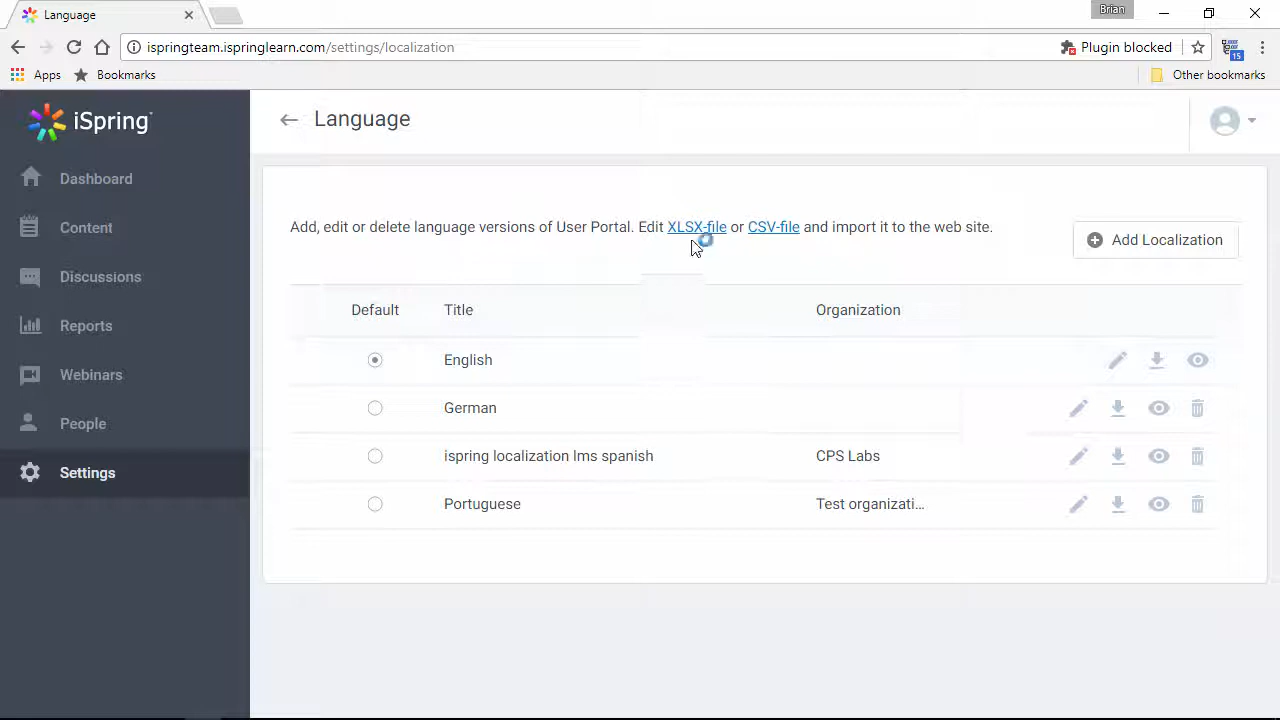 Language
Brian
ispringteam.ispringlearn.com/settings/localization
Plugin blocked
15
Apps
Bookmarks
Other bookmarks
iSpring
Language
Dashboard
Content
Discussions
Reports
Webinars
People
Settings
Add, edit or delete language versions of User Portal. Edit XLSX-file or CSV-file and import it to the web site.
Add Localization
Default Title Organization
English
German
ispring localization lms spanish CPS Labs
Portuguese Test organizati...